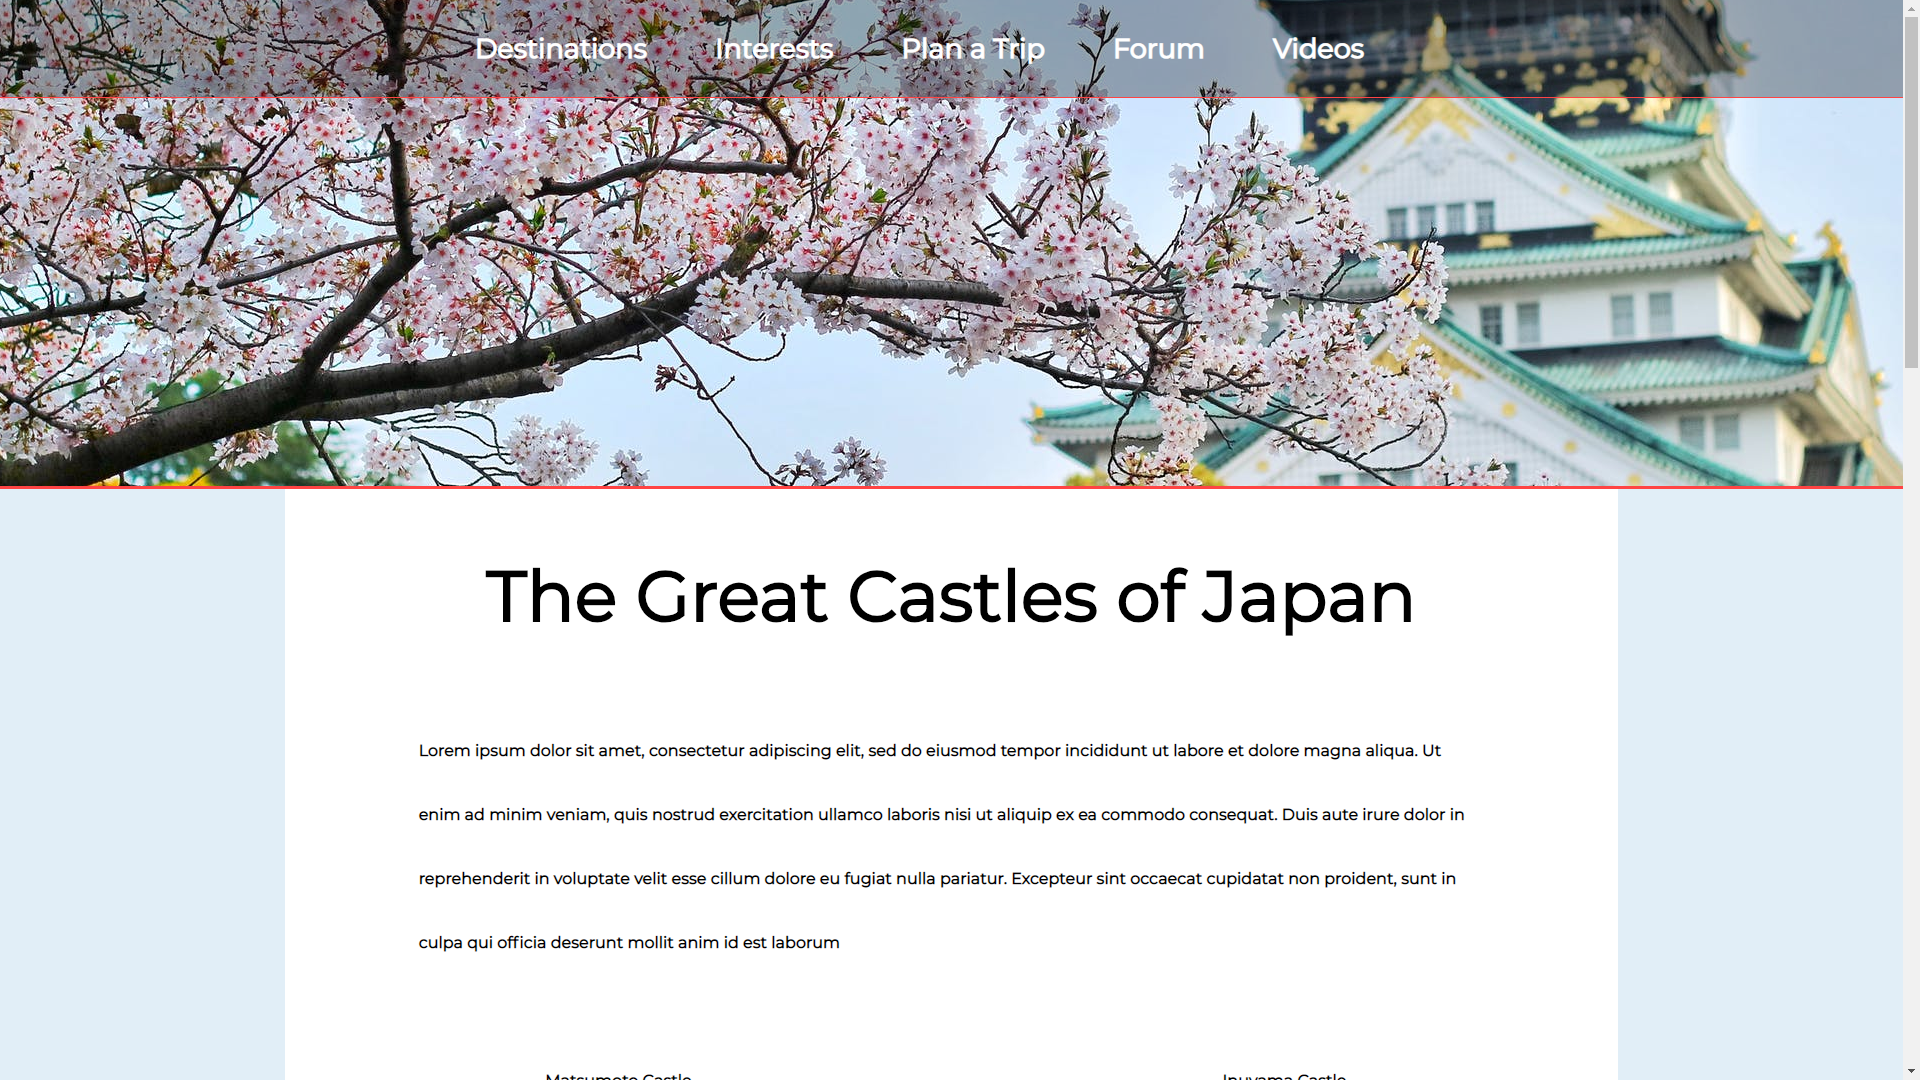 Destinations Interests Plan a Trip Forum Videos
The Great Castles of Japan
Lorem ipsum dolor sit amet, consectetur adipiscing elit, sed do eiusmod tempor incididunt ut labore et dolore magna aliqua. Ut
enim ad minim veniam, quis nostrud exercitation ullamco laboris nisi ut aliquip ex ea commodo consequat. Duis aute irure dolor in
reprehenderit in voluptate velit esse cillum dolore eu fugiat nulla pariatur. Excepteur sint occaecat cupidatat non proident, sunt in
culpa qui officia deserunt mollit anim id est laborum
Matsumoto Castle Inuyama Castle